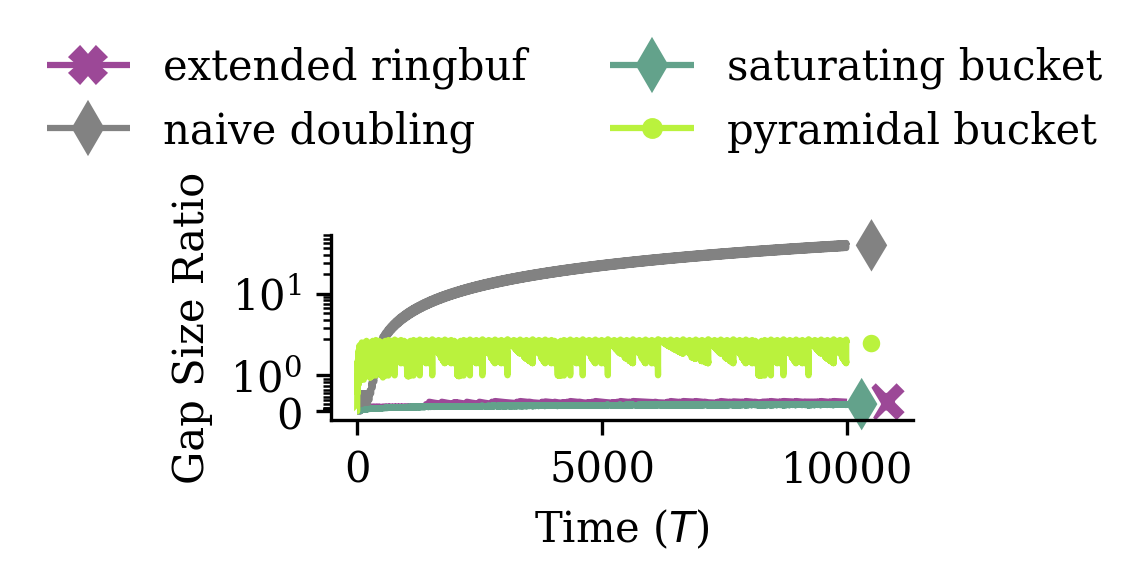 extended ringbuf
saturating bucket
naive doubling
pyramidal bucket
Gap Size Ratio
10¹
10⁰
0
0
5000
10000
Time (T)